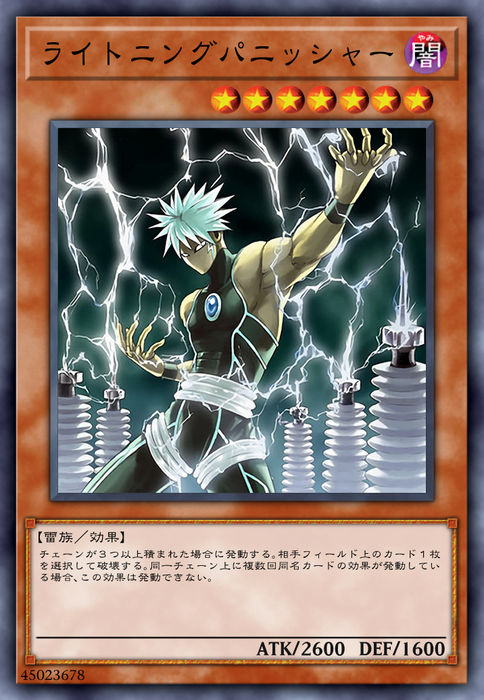 ライトニングパニッシャー
やみ
闇
【雷族／効果】
チェーンが３つ以上積まれた場合に発動する。相手フィールド上のカード１枚
を選択して破壊する。同一チェーン上に複数回同名カードの効果が発動してい
る場合、この効果は発動できない。
ATK/2600 DEF/1600
45023678